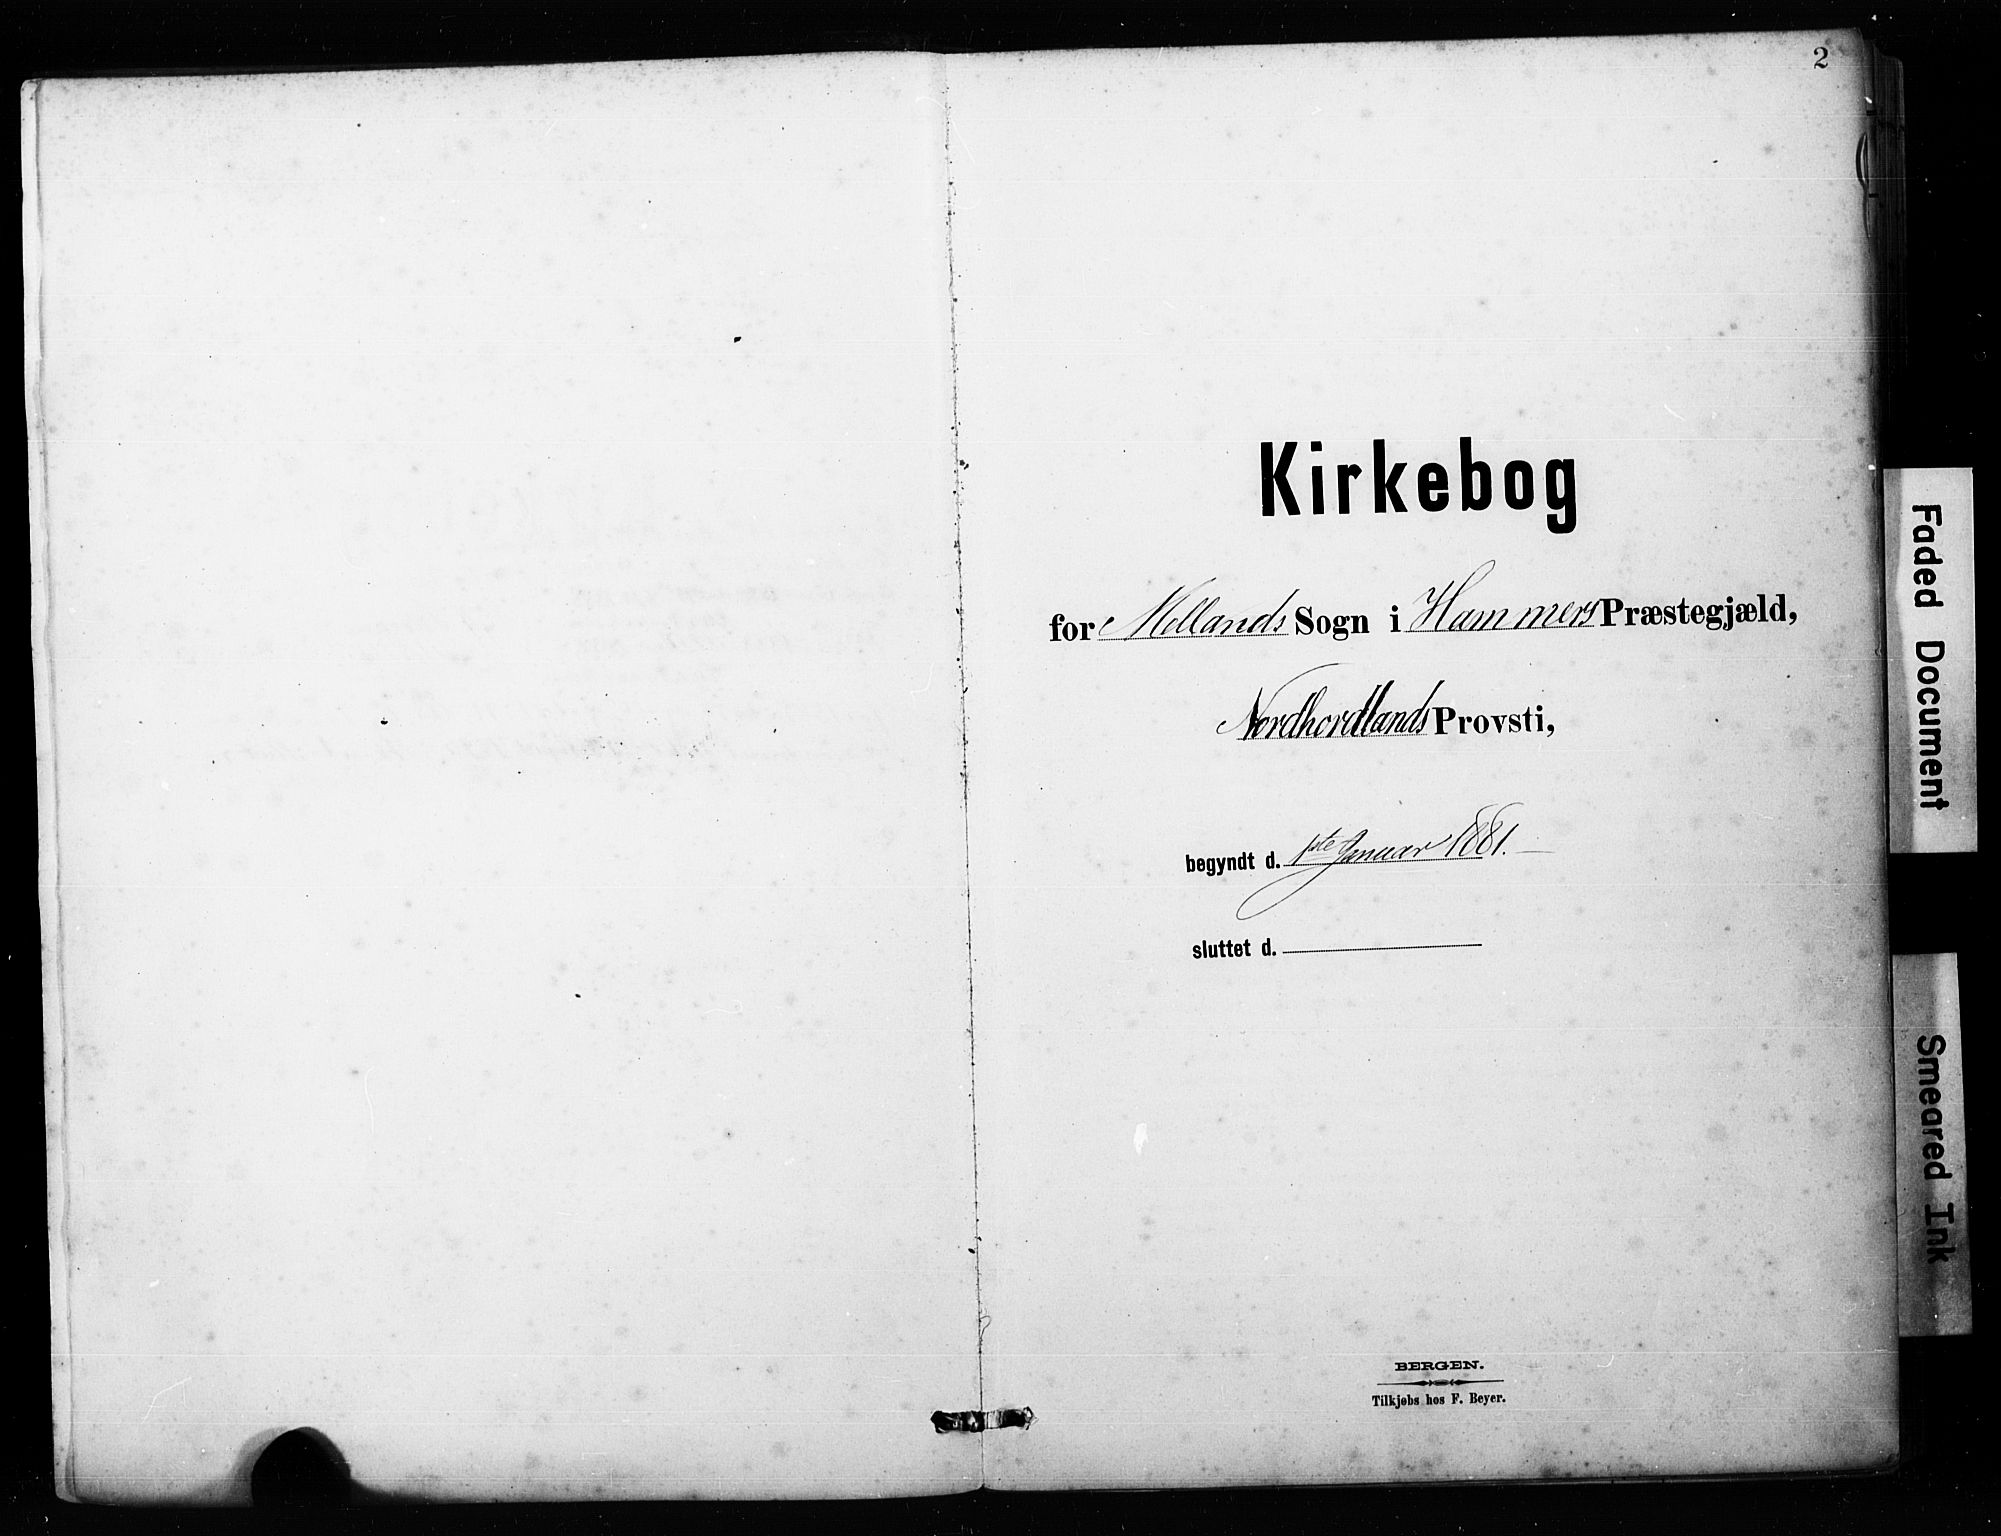 2
Kirkebog
for Mellands Sogn i Hammers Præstegjæld,
Nordhordlands Provsti,
begyndt d. 1ste Januar 1881.
sluttet d.
BERGEN.
Tilkjøbs hos F. Beyer.
Faded Document
Smeared Ink